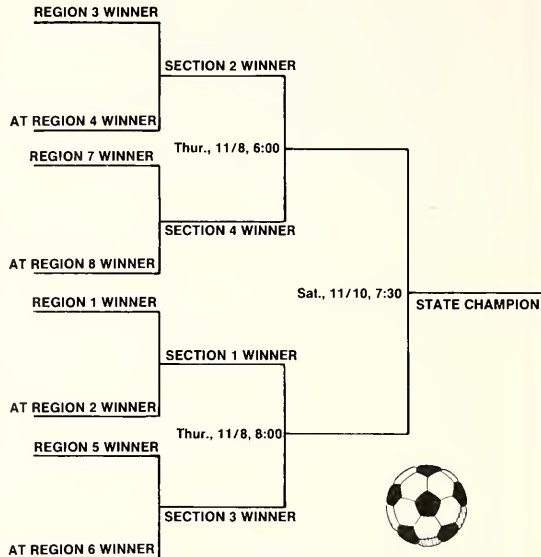 REGION 3 WINNER
SECTION 2 WINNER
AT REGION 4 WINNER
Thur., 11/8, 6:00
REGION 7 WINNER
SECTION 4 WINNER
AT REGION 8 WINNER
Sat., 11/10, 7:30
STATE CHAMPION
REGION 1 WINNER
SECTION 1 WINNER
AT REGION 2 WINNER
Thur., 11/8, 8:00
REGION 5 WINNER
SECTION 3 WINNER
AT REGION 6 WINNER